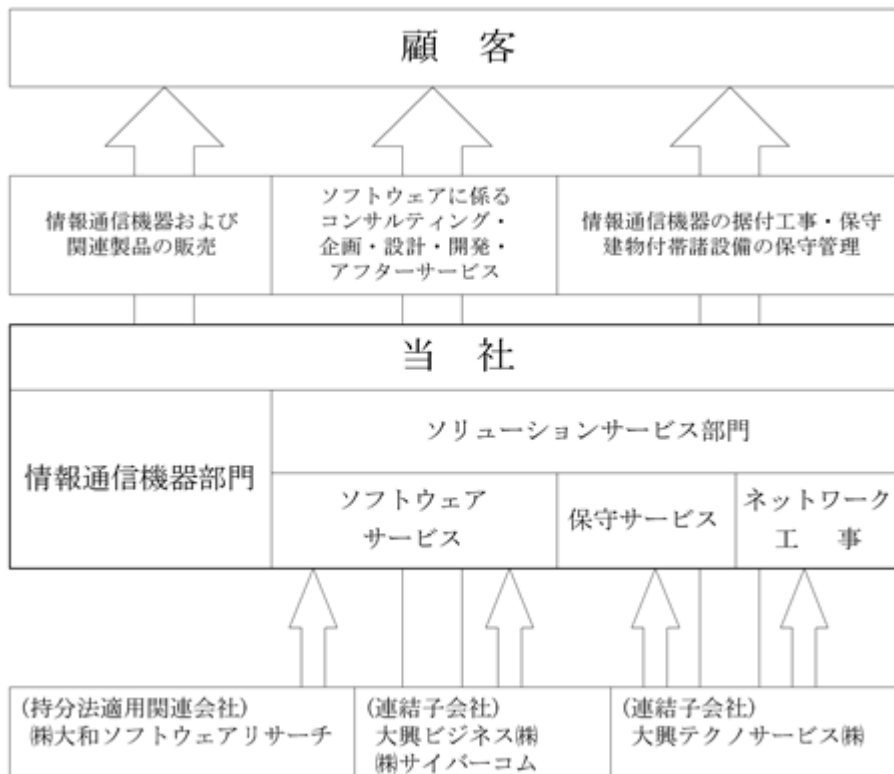 顧 客
情報通信機器および
関連製品の販売
ソフトウェアに係る
コンサルティング・
企画・設計・開発・
アフターサービス
情報通信機器の据付工事・保守
建物付帯諸設備の保守管理
当 社
情報通信機器部門
ソリューションサービス部門
ソフトウェア
サービス
保守サービス
ネットワーク
工 事
(持分法適用関連会社)
㈱大和ソフトウェアリサーチ
(連結子会社)
大興ビジネス㈱
㈱サイバーコム
(連結子会社)
大興テクノサービス㈱